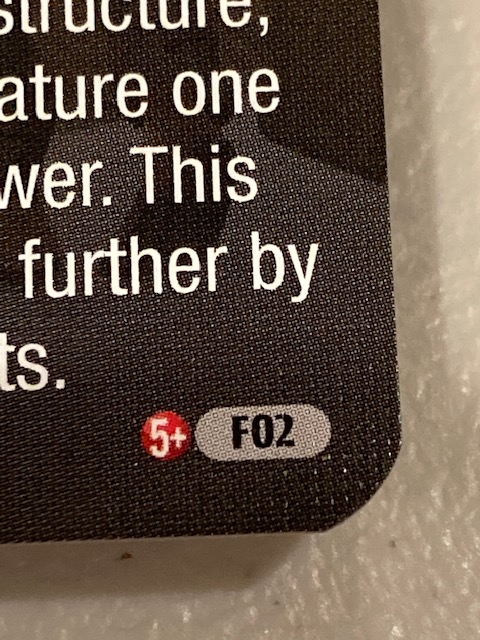 structure,
ature one
wer. This
further by
ts.
5+ F02